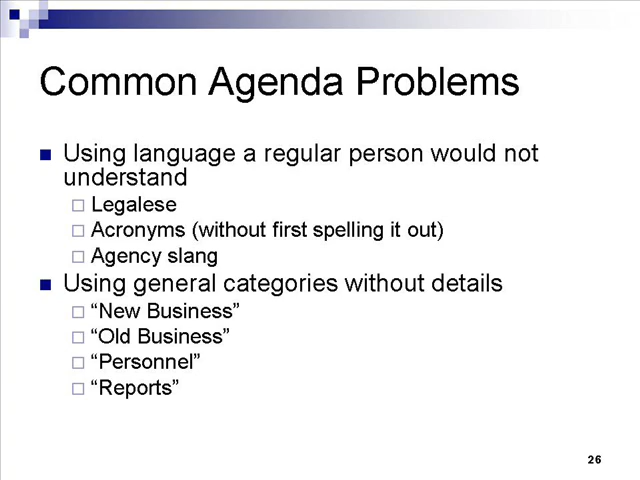 Common Agenda Problems
Using language a regular person would not
understand
Legalese
Acronyms (without first spelling it out)
Agency slang
Using general categories without details
“New Business”
“Old Business”
“Personnel”
“Reports”
26